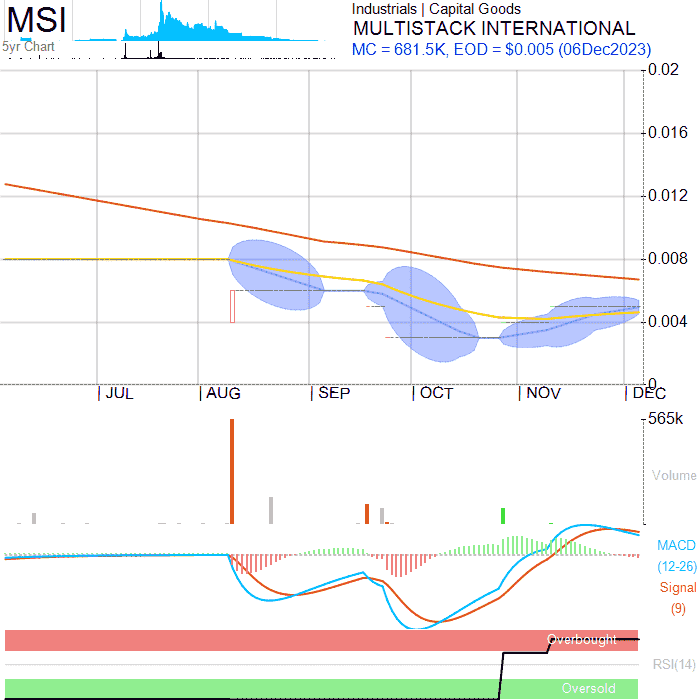 MSI
5yr Chart
Industrials | Capital Goods
MULTISTACK INTERNATIONAL
MC = 681.5K, EOD = $0.005 (06Dec2023)
0.02
0.016
0.012
0.008
0.004
0
| JUL | AUG | SEP | OCT | NOV | DEC
565k
Volume
MACD
(12-26)
Signal
(9)
Overbought
RSI(14)
Oversold